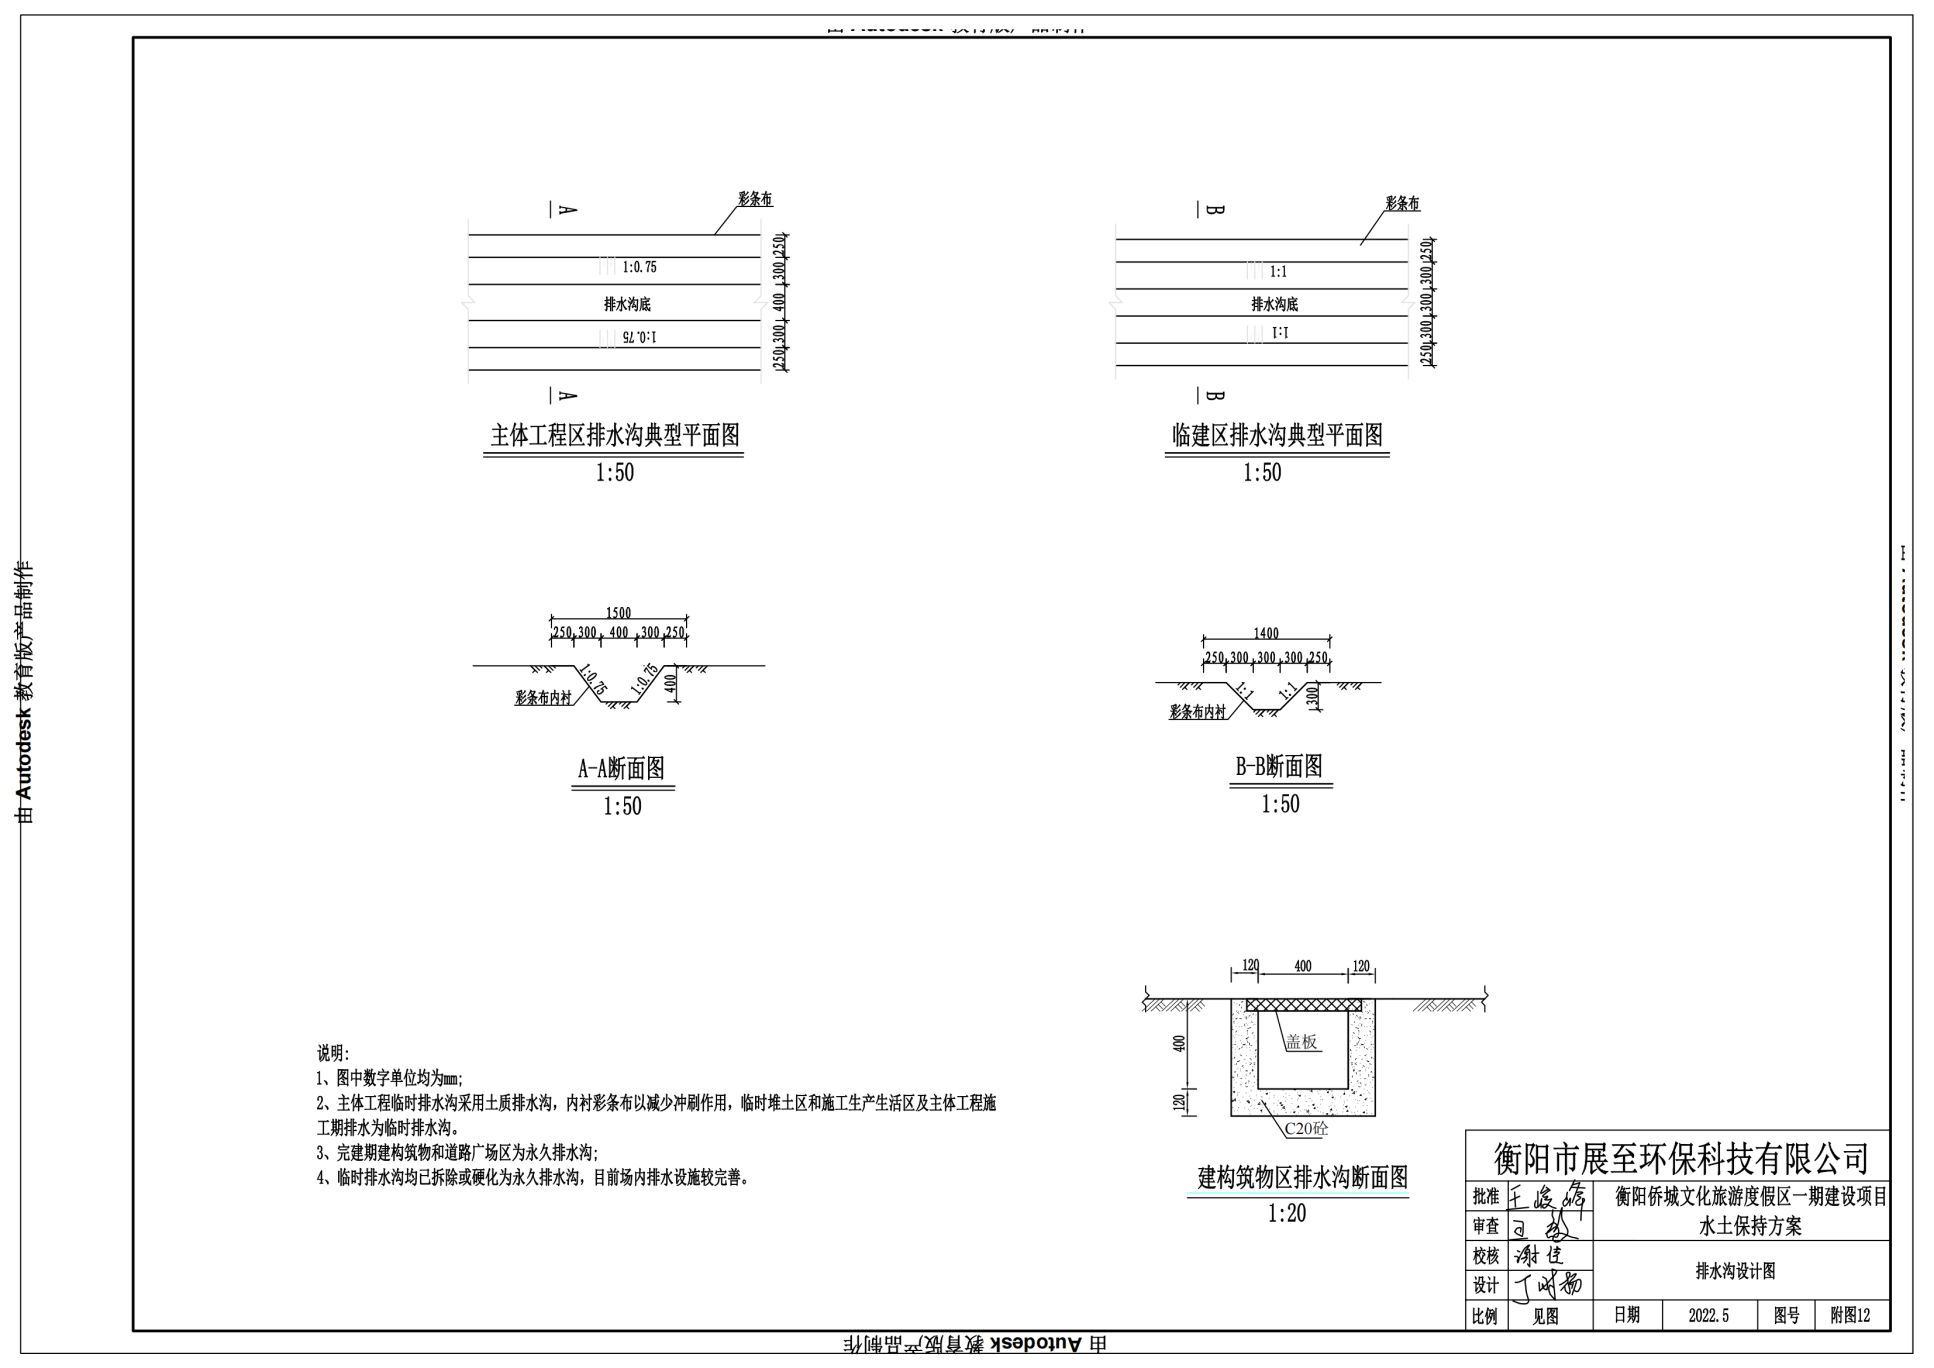 A
彩条布
250
1:0.75
300
排水沟底
400
1:0.75
300
250
A
主体工程区排水沟典型平面图
1:50
B
彩条布
250
1:1
300
排水沟底
300
1:1
300
250
B
临建区排水沟典型平面图
1:50
1500
250 300 400 300 250
1:0.75 1:0.75
400
彩条布内衬
A-A断面图
1:50
1400
250 300 300 300 250
1:1 1:1
300
彩条布内衬
B-B断面图
1:50
120 400 120
400
盖板
120
C20砼
建构筑物区排水沟断面图
1:20
说明:
1、图中数字单位均为mm;
2、主体工程临时排水沟采用土质排水沟，内衬彩条布以减少冲刷作用，临时堆土区和施工生产生活区及主体工程施
工期排水为临时排水沟。
3、完建期建构筑物和道路广场区为永久排水沟;
4、临时排水沟均已拆除或硬化为永久排水沟，目前场内排水设施较完善。
衡阳市展至环保科技有限公司
批准 王俊峰 衡阳侨城文化旅游度假区一期建设项目
审查 水土保持方案
校核 谢佳 排水沟设计图
设计
比例 见图 日期 2022.5 图号 附图12
由 Autodesk 教育版产品制作
由 Autodesk 教育版产品制作